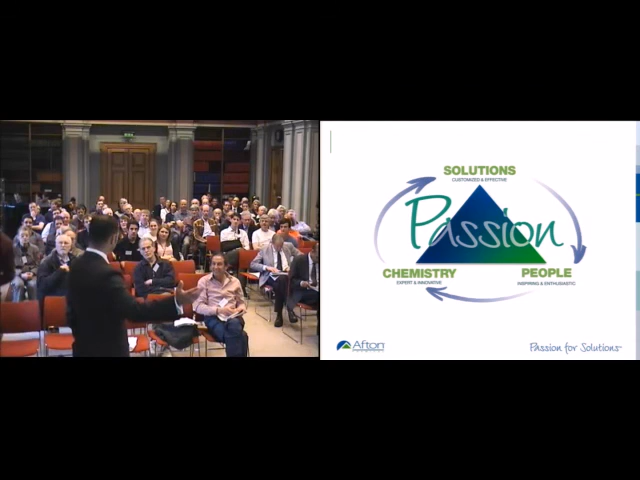 SOLUTIONS
CUSTOMIZED & EFFECTIVE
Passion
CHEMISTRY
EXPERT & INNOVATIVE
PEOPLE
INSPIRING & ENTHUSIASTIC
Afton
Passion for Solutions